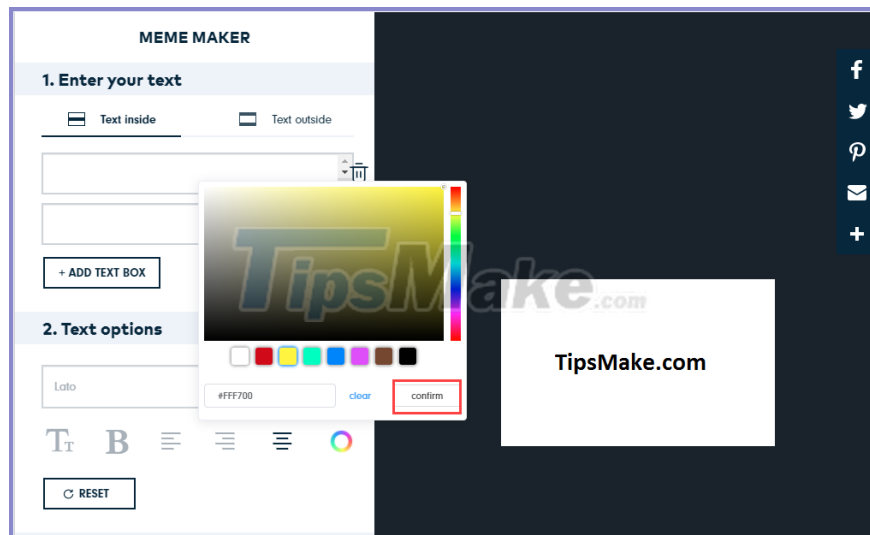 MEME MAKER
1. Enter your text
Text inside
Text outside
+ ADD TEXT BOX
TipsMake.com
2. Text options
TipsMake.com
Lato
#FFF700
clear
confirm
Tт
B
RESET